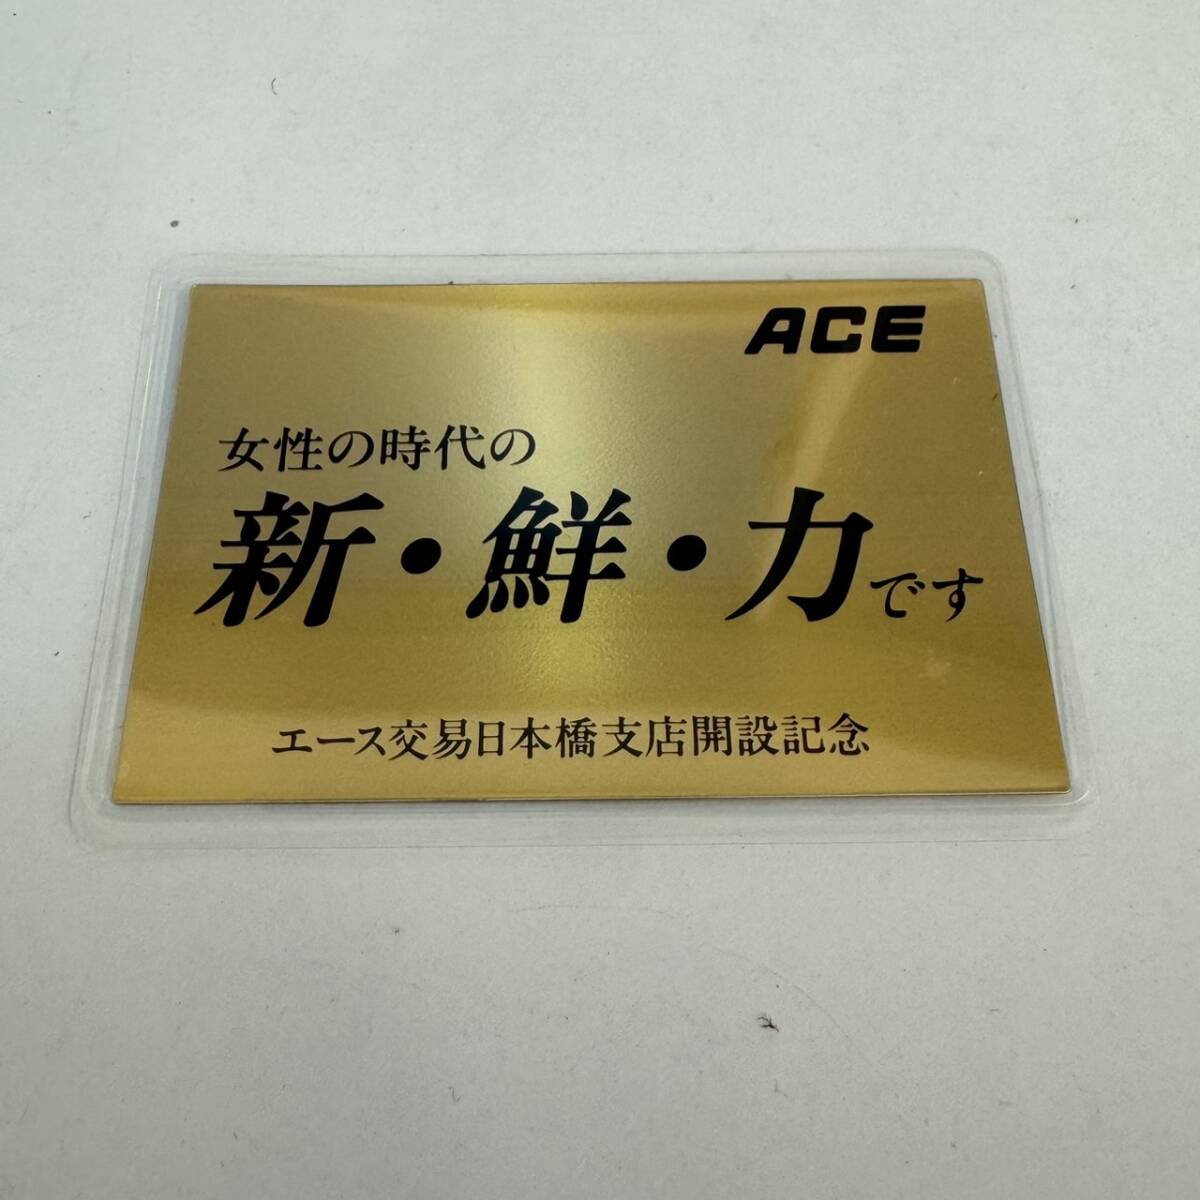 ACE
女性の時代の
新・鮮・力です
エース交易日本橋支店開設記念